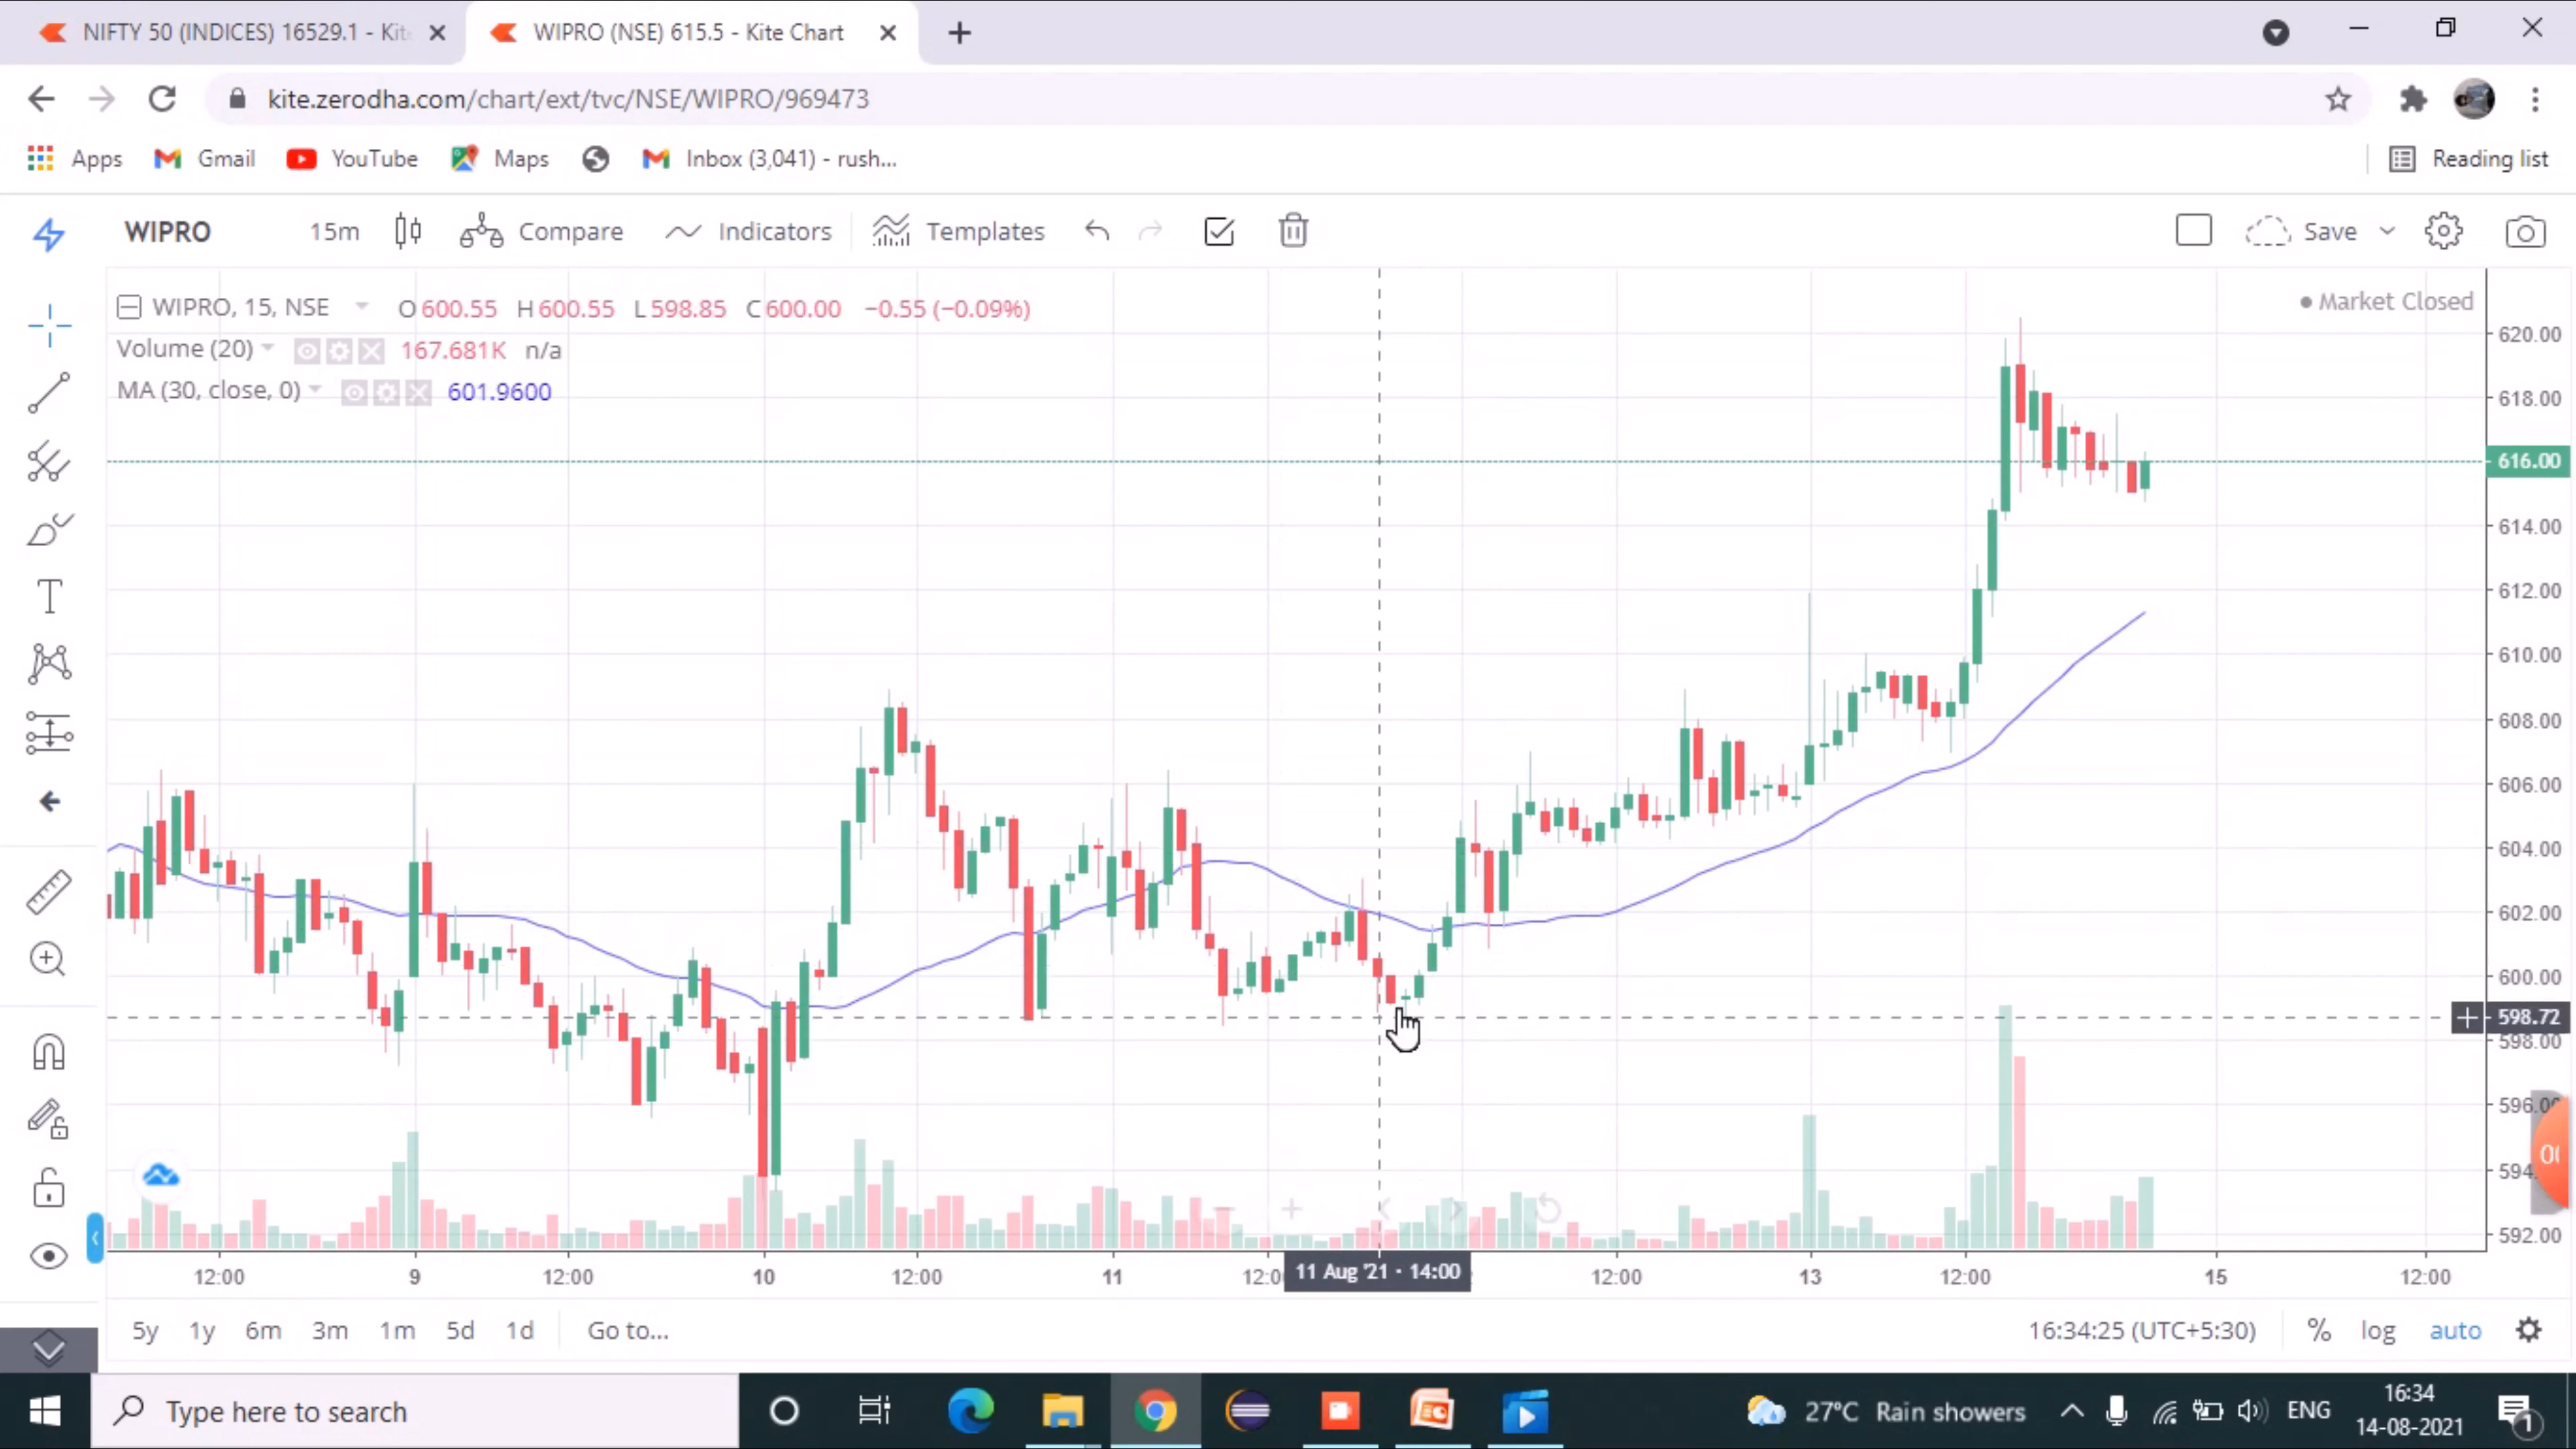 NIFTY 50 (INDICES) 16529.1 - Kit
WIPRO (NSE) 615.5 - Kite Chart
kite.zerodha.com/chart/ext/tvc/NSE/WIPRO/969473
Apps Gmail YouTube Maps Inbox (3,041) - rush... Reading list
WIPRO 15m Compare Indicators Templates Save
WIPRO, 15, NSE O600.55 H600.55 L598.85 C600.00 −0.55 (−0.09%)
Market Closed
Volume (20) 167.681K n/a
MA (30, close, 0) 601.9600
620.00
618.00
616.00
614.00
612.00
610.00
608.00
606.00
604.00
602.00
600.00
598.72
598.00
596.00
594
592.00
12:00 9 12:00 10 12:00 11 12:0 11 Aug '21 · 14:00 12:00 13 12:00 15 12:00
5y 1y 6m 3m 1m 5d 1d Go to... 16:34:25 (UTC+5:30) % log auto
Type here to search
27°C Rain showers
ENG
16:34
14-08-2021
1